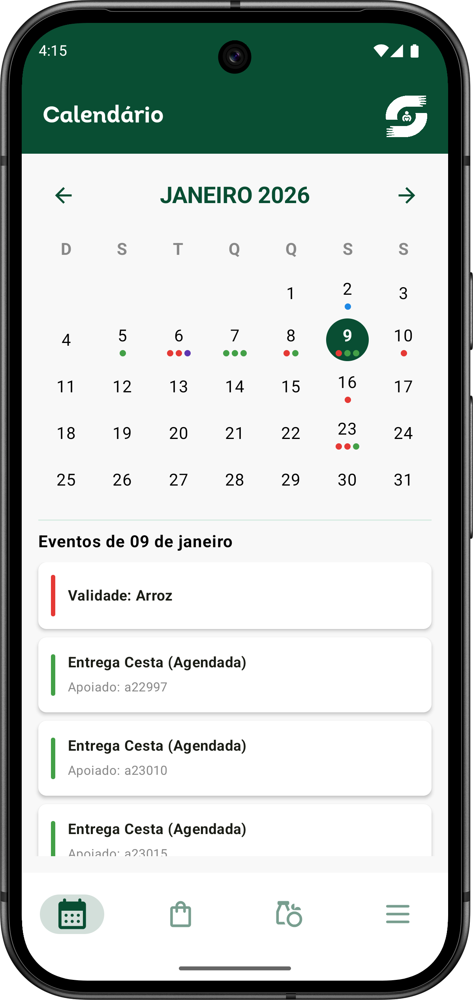 4:15
Calendário
JANEIRO 2026
D S T Q Q S S
1 2 3
4 5 6 7 8 9 10
11 12 13 14 15 16 17
18 19 20 21 22 23 24
25 26 27 28 29 30 31
Eventos de 09 de janeiro
Validade: Arroz
Entrega Cesta (Agendada)
Apoiado: a22997
Entrega Cesta (Agendada)
Apoiado: a23010
Entrega Cesta (Agendada)
Apoiado: a23015